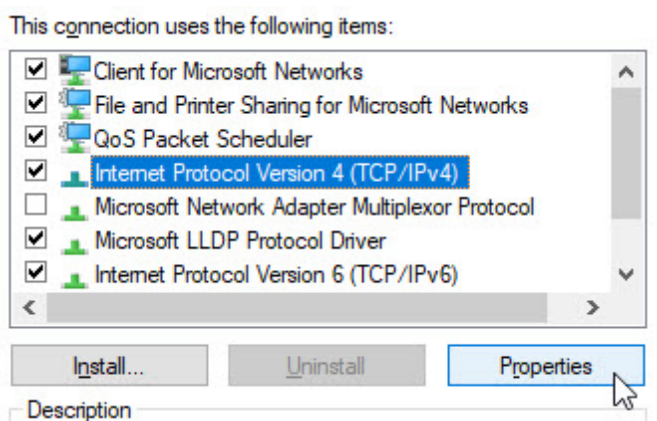 This connection uses the following items:
Client for Microsoft Networks
File and Printer Sharing for Microsoft Networks
QoS Packet Scheduler
Internet Protocol Version 4 (TCP/IPv4)
Microsoft Network Adapter Multiplexor Protocol
Microsoft LLDP Protocol Driver
Internet Protocol Version 6 (TCP/IPv6)
Install... Uninstall Properties
Description